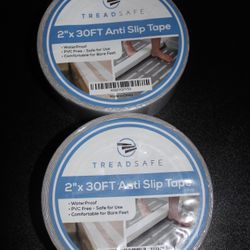 TREADSAFE
2"x 30FT Anti Slip Tape
• WaterProof
• PVC Free - Safe for Use
• Comfortable for Bare Feet
TREADSAFE
2"x 30FT Anti Slip Tape
• WaterProof
• PVC Free - Safe for Use
• Comfortable for Bare Feet